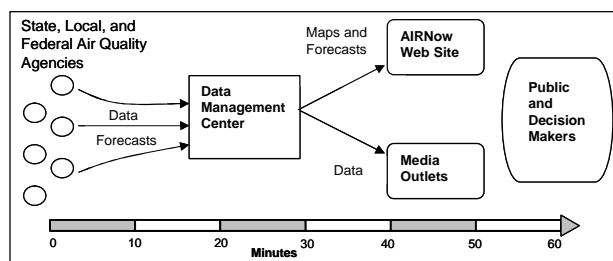 State, Local, and
Federal Air Quality
Agencies
Data
Forecasts
Data
Management
Center
Maps and
Forecasts
Data
AIRNow
Web Site
Media
Outlets
Public
and
Decision
Makers
0 10 20 30 40 50 60
Minutes